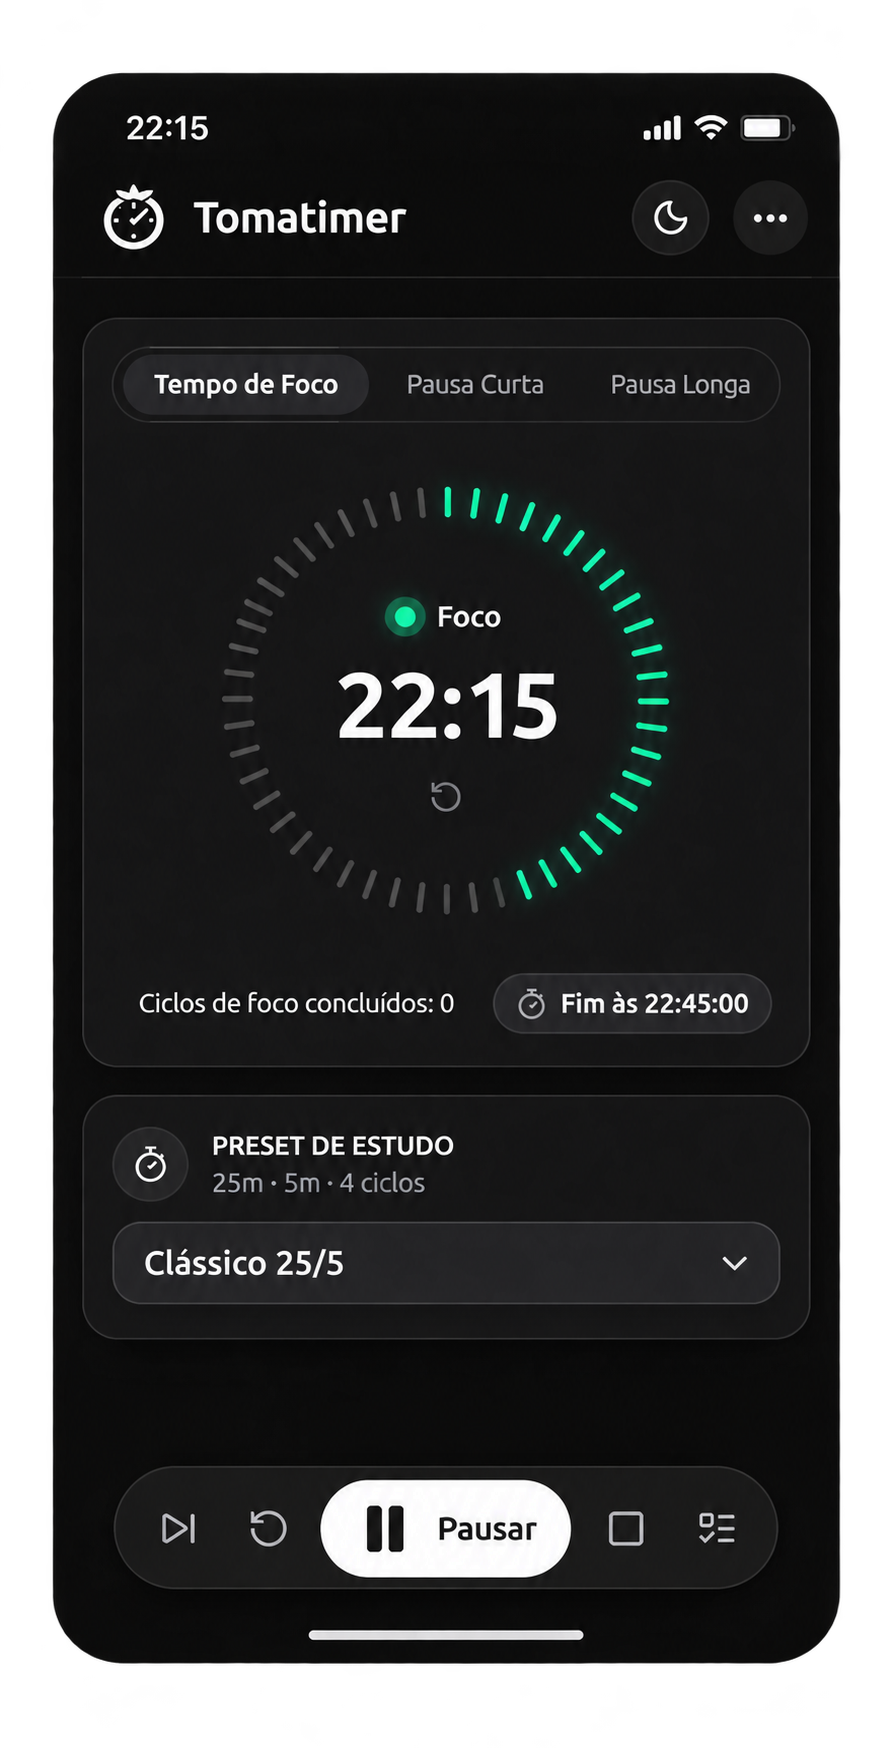 22:15
Tomatimer
Tempo de Foco Pausa Curta Pausa Longa
Foco
22:15
Ciclos de foco concluídos: 0 Fim às 22:45:00
PRESET DE ESTUDO
25m • 5m • 4 ciclos
Clássico 25/5
Pausar